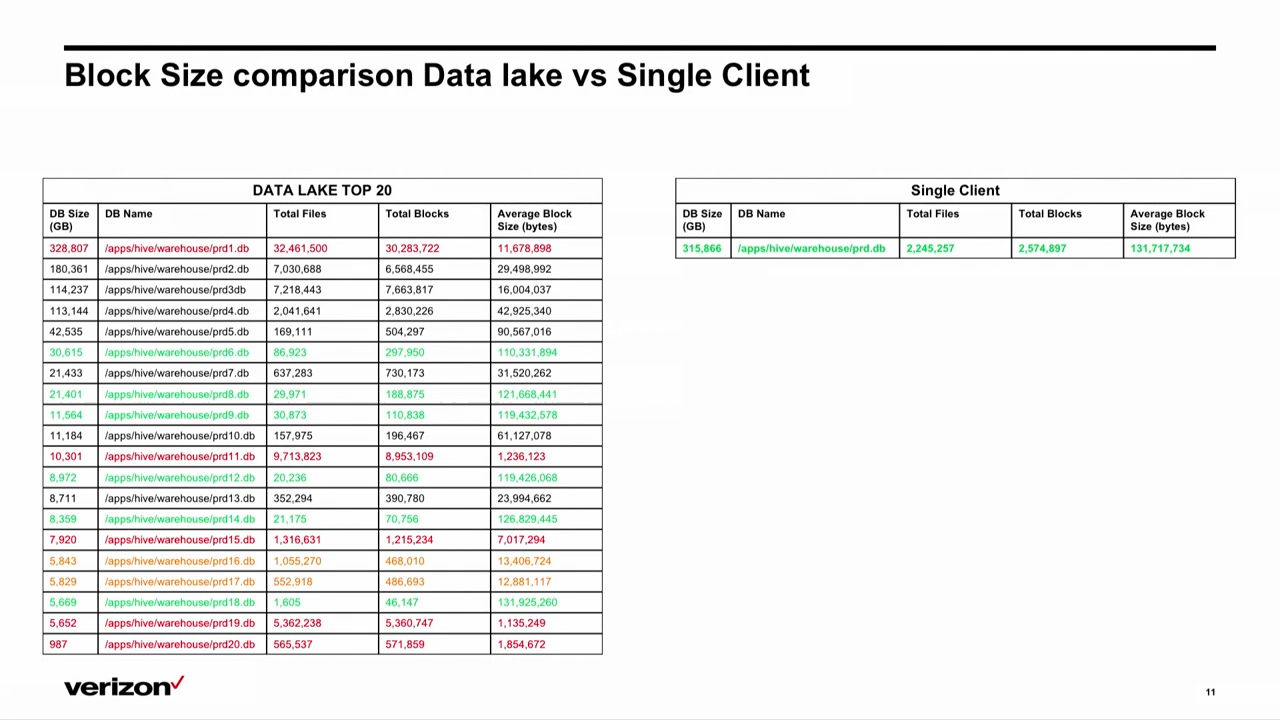 Block Size comparison Data lake vs Single Client
DATA LAKE TOP 20
DB Size (GB) DB Name Total Files Total Blocks Average Block Size (bytes)
328,807 /apps/hive/warehouse/prd1.db 32,461,500 30,283,722 11,678,898
180,361 /apps/hive/warehouse/prd2.db 7,030,688 6,568,455 29,498,992
114,237 /apps/hive/warehouse/prd3db 7,218,443 7,663,817 16,004,037
113,144 /apps/hive/warehouse/prd4.db 2,041,641 2,830,226 42,925,340
42,535 /apps/hive/warehouse/prd5.db 169,111 504,297 90,567,016
30,615 /apps/hive/warehouse/prd6.db 86,923 297,950 110,331,894
21,433 /apps/hive/warehouse/prd7.db 637,283 730,173 31,520,262
21,401 /apps/hive/warehouse/prd8.db 29,971 188,875 121,668,441
11,564 /apps/hive/warehouse/prd9.db 30,873 110,838 119,432,578
11,184 /apps/hive/warehouse/prd10.db 157,975 196,467 61,127,078
10,301 /apps/hive/warehouse/prd11.db 9,713,823 8,953,109 1,236,123
8,972 /apps/hive/warehouse/prd12.db 20,236 80,666 119,426,068
8,711 /apps/hive/warehouse/prd13.db 352,294 390,780 23,994,662
8,359 /apps/hive/warehouse/prd14.db 21,175 70,756 126,829,445
7,920 /apps/hive/warehouse/prd15.db 1,316,631 1,215,234 7,017,294
5,843 /apps/hive/warehouse/prd16.db 1,055,270 468,010 13,406,724
5,829 /apps/hive/warehouse/prd17.db 552,918 486,693 12,881,117
5,669 /apps/hive/warehouse/prd18.db 1,605 46,147 131,925,260
5,652 /apps/hive/warehouse/prd19.db 5,362,238 5,360,747 1,135,249
987 /apps/hive/warehouse/prd20.db 565,537 571,859 1,854,672
Single Client
DB Size (GB) DB Name Total Files Total Blocks Average Block Size (bytes)
315,866 /apps/hive/warehouse/prd.db 2,245,257 2,574,897 131,717,734
verizon
11